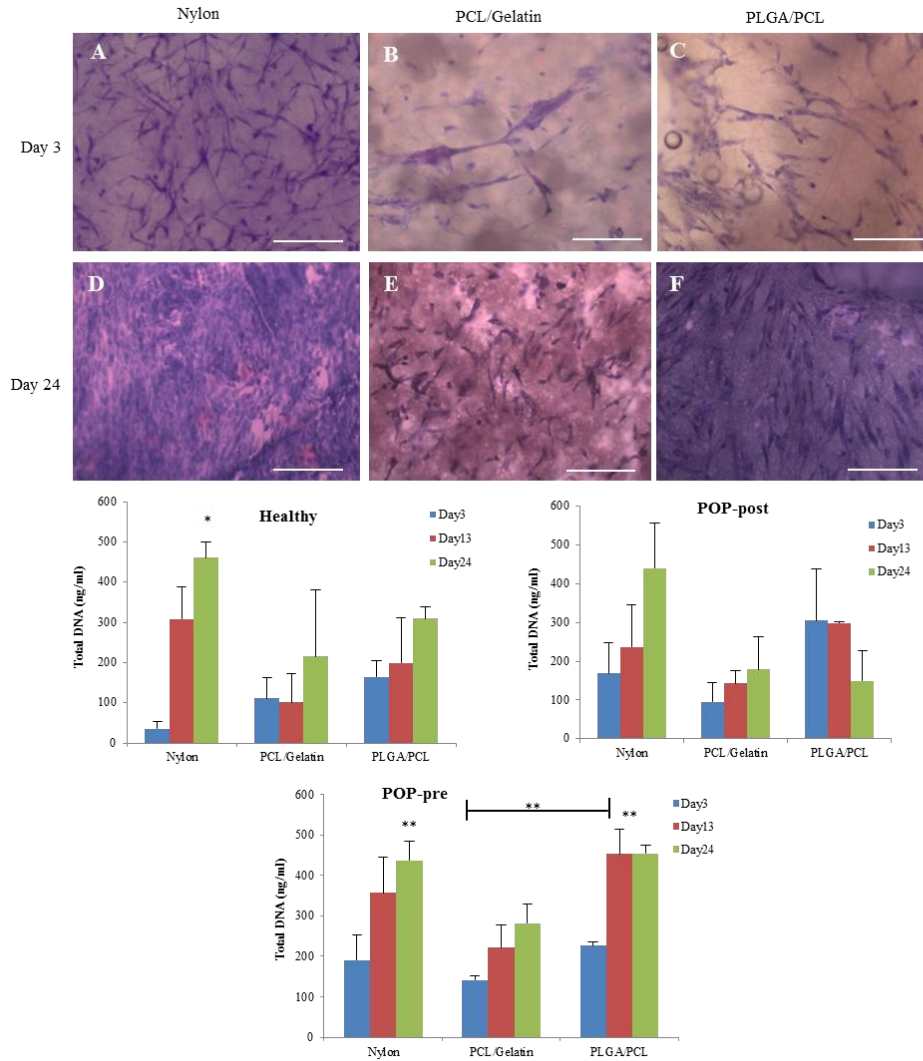 Nylon
PCL/Gelatin
PLGA/PCL
A
B
C
Day 3
D
E
F
Day 24
Healthy
*
600
500
400
300
200
100
0
Total DNA (ng/ml)
Day3
Day13
Day24
Nylon
PCL/Gelatin
PLGA/PCL
POP-post
600
500
400
300
200
100
0
Total DNA (ng/ml)
Day3
Day13
Day24
Nylon
PCL/Gelatin
PLGA/PCL
POP-pre
**
**
**
600
500
400
300
200
100
0
Total DNA (ng/ml)
Day3
Day13
Day24
Nylon
PCL/Gelatin
PLGA/PCL